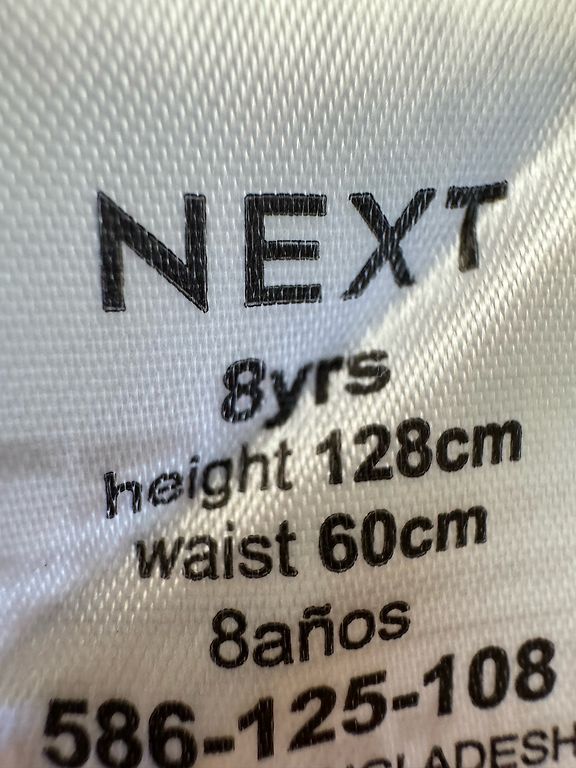 NEXT
8yrs
height 128cm
waist 60cm
8años
586-125-108